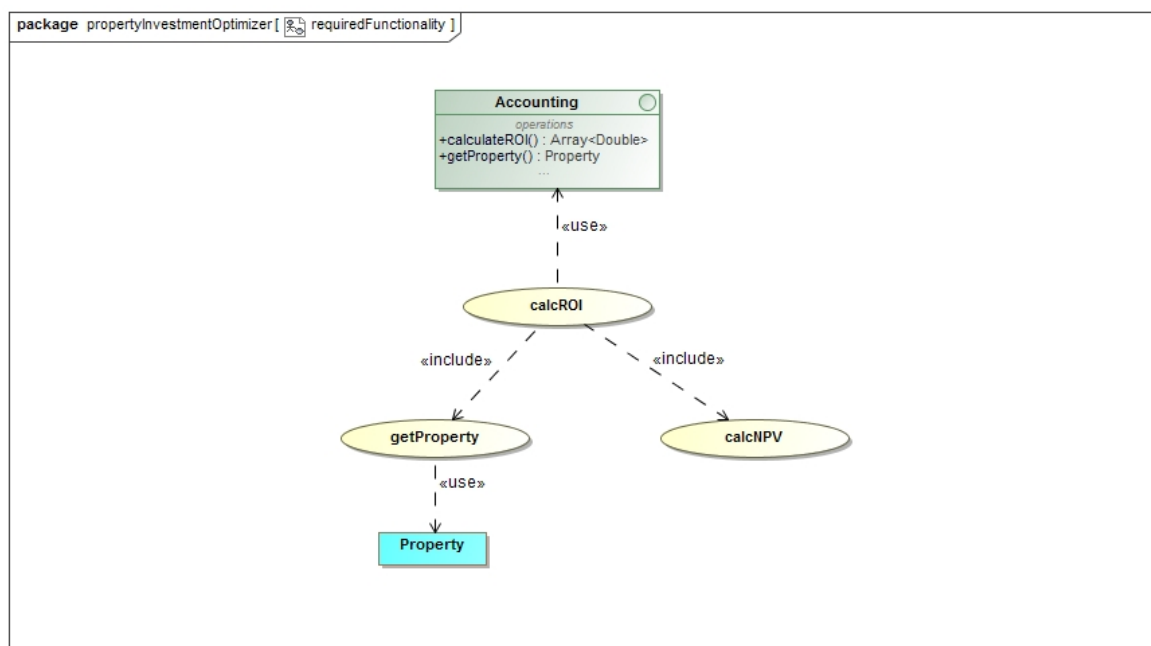 package propertyInvestmentOptimizer [ requiredFunctionality ]
Accounting
operations
+calculateROI() : Array<Double>
+getProperty() : Property
...
«use»
calcROI
«include» «include»
getProperty calcNPV
«use»
Property